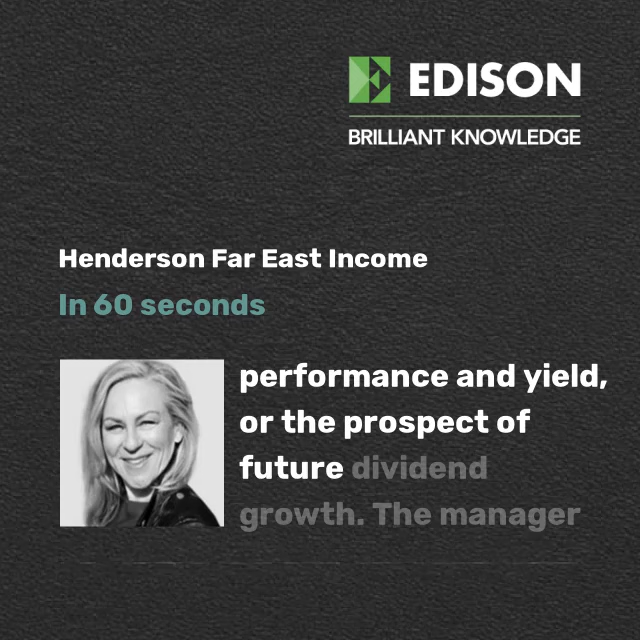 EDISON
BRILLIANT KNOWLEDGE
Henderson Far East Income
In 60 seconds
performance and yield,
or the prospect of
future dividend
growth. The manager